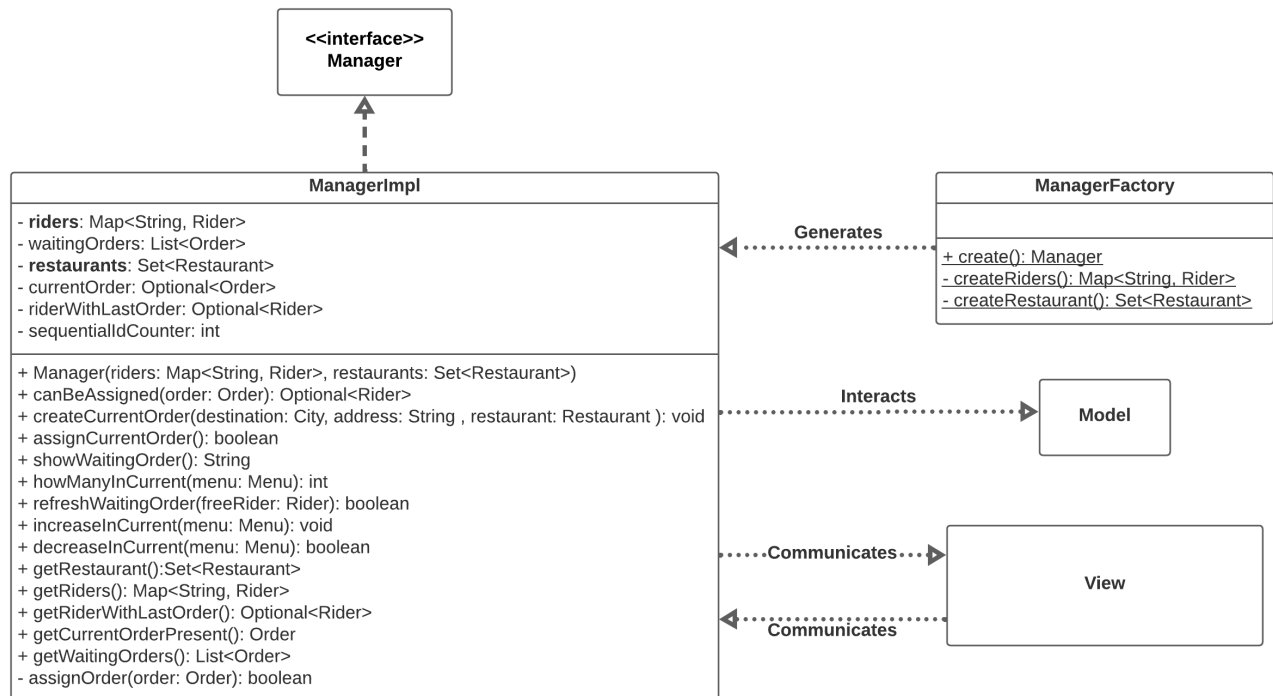 <<interface>>
Manager
ManagerImpl
- riders: Map<String, Rider>
- waitingOrders: List<Order>
- restaurants: Set<Restaurant>
- currentOrder: Optional<Order>
- riderWithLastOrder: Optional<Rider>
- sequentialIdCounter: int
+ Manager(riders: Map<String, Rider>, restaurants: Set<Restaurant>)
+ canBeAssigned(order: Order): Optional<Rider>
+ createCurrentOrder(destination: City, address: String , restaurant: Restaurant ): void
+ assignCurrentOrder(): boolean
+ showWaitingOrder(): String
+ howManyInCurrent(menu: Menu): int
+ refreshWaitingOrder(freeRider: Rider): boolean
+ increaseInCurrent(menu: Menu): void
+ decreaseInCurrent(menu: Menu): boolean
+ getRestaurant():Set<Restaurant>
+ getRiders(): Map<String, Rider>
+ getRiderWithLastOrder(): Optional<Rider>
+ getCurrentOrderPresent(): Order
+ getWaitingOrders(): List<Order>
- assignOrder(order: Order): boolean
Generates
ManagerFactory
+ create(): Manager
- createRiders(): Map<String, Rider>
- createRestaurant(): Set<Restaurant>
Interacts
Model
Communicates
View
Communicates